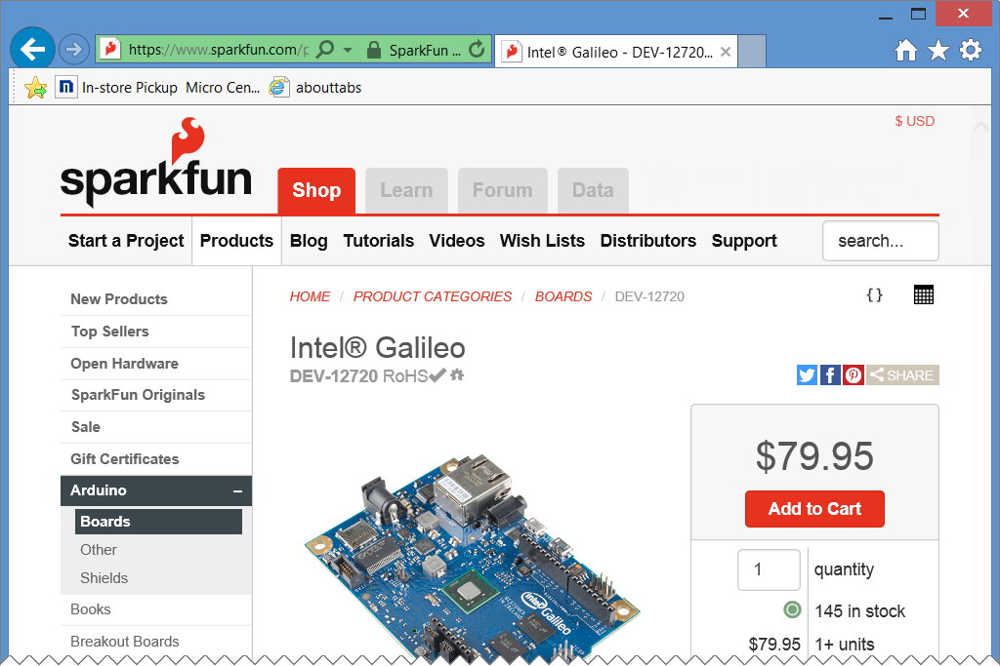 https://www.sparkfun.com/p
SparkFun ...
Intel® Galileo - DEV-12720...
In-store Pickup Micro Cen... abouttabs
$ USD
sparkfun
Shop Learn Forum Data
Start a Project Products Blog Tutorials Videos Wish Lists Distributors Support search...
New Products
Top Sellers
Open Hardware
SparkFun Originals
Sale
Gift Certificates
Arduino
Boards
Other
Shields
Books
Breakout Boards
HOME / PRODUCT CATEGORIES / BOARDS / DEV-12720
{ }
Intel® Galileo
DEV-12720 RoHS✔
SHARE
$79.95
Add to Cart
1 quantity
145 in stock
$79.95 1+ units
intel Galileo